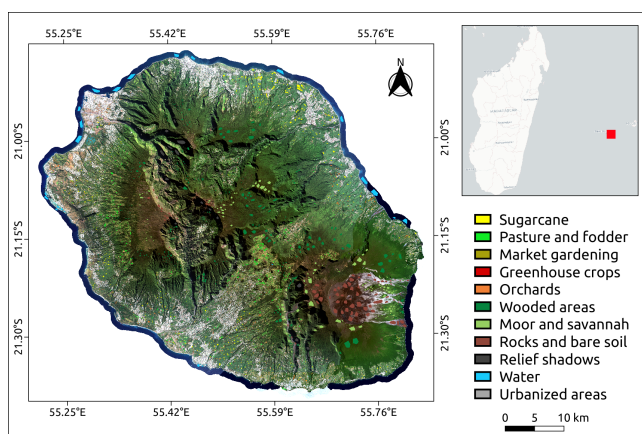 55.25°E 55.42°E 55.59°E 55.76°E
N
21.00°S 21.00°S
21.15°S 21.15°S
21.30°S 21.30°S
55.25°E 55.42°E 55.59°E 55.76°E
Sugarcane
Pasture and fodder
Market gardening
Greenhouse crops
Orchards
Wooded areas
Moor and savannah
Rocks and bare soil
Relief shadows
Water
Urbanized areas
0 5 10 km